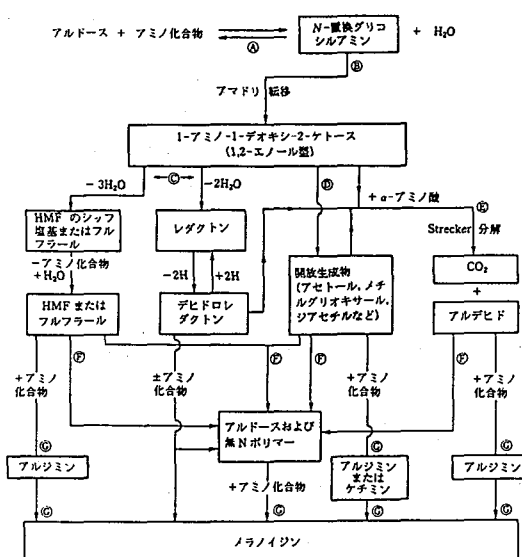 アルドース + アミノ化合物
Ⓐ
N-置換グリコ
シルアミン
+ H₂O
Ⓑ
アマドリ転移
1-アミノ-1-デオキシ-2-ケトース
(1,2-エノール型)
-3H₂O
Ⓒ
-2H₂O
Ⓓ
+α-アミノ酸
Ⓔ
Strecker 分解
HMFのシッフ
塩基またはフル
フラール
レダクトン
開放生成物
(アセトール、メチ
ルグリオキサール、
ジアセチルなど)
CO₂
+
アルデヒド
-アミノ化合物
+H₂O
-2H
+2H
HMFまたは
フルフラール
デヒドロレ
ダクトン
Ⓕ
Ⓕ
Ⓕ
Ⓕ
+アミノ
化合物
±アミノ
化合物
+アミノ
化合物
+アミノ
化合物
アルドースおよび
無Nポリマー
Ⓖ
アルジミン
+アミノ化合物
Ⓖ
アルジミン
または
ケチミン
Ⓖ
アルジミン
Ⓖ
Ⓖ
Ⓖ
Ⓖ
メラノイジン